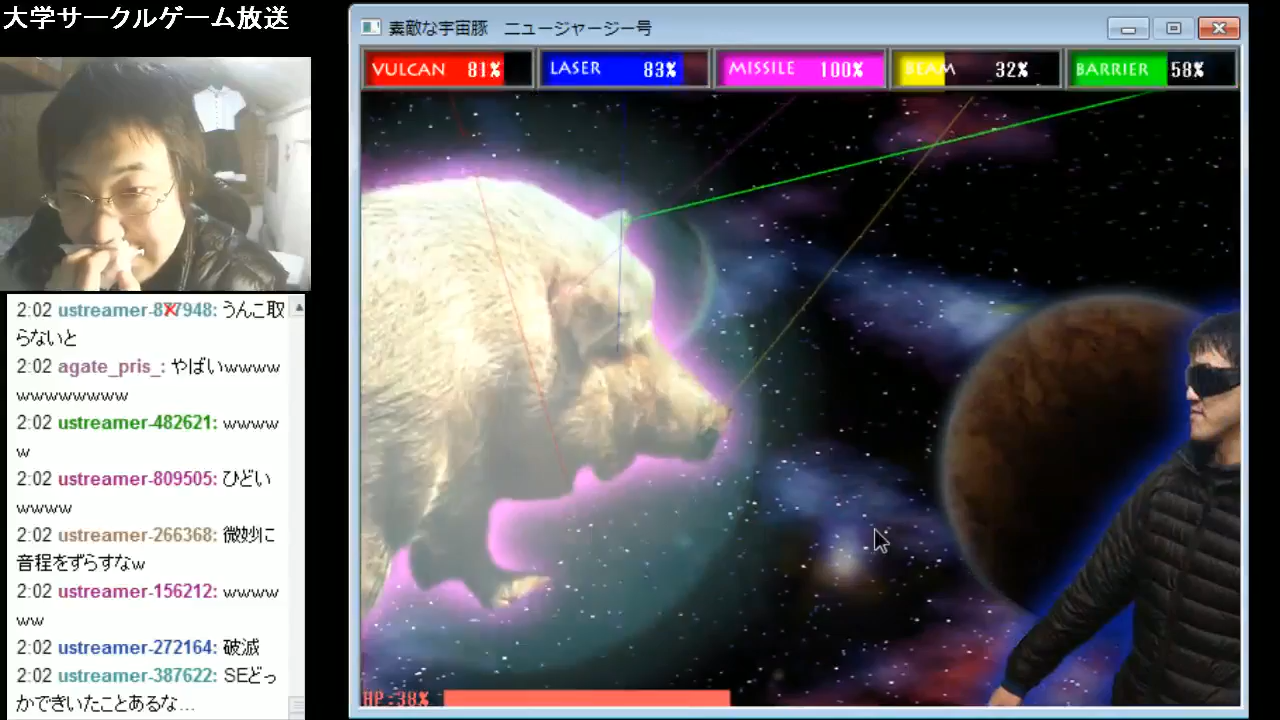 大学サークルゲーム放送
素敵な宇宙豚 ニュージャージー号
VULCAN 81%
LASER 83%
MISSILE 100%
BEAM 32%
BARRIER 58%
2:02 ustreamer-877948: うんこ取
らないと
2:02 agate_pris_: やばいwwww
wwwwwwwww
2:02 ustreamer-482621: wwww
w
2:02 ustreamer-809505: ひどい
wwww
2:02 ustreamer-266368: 微妙に
音程をずらすなw
2:02 ustreamer-156212: wwww
ww
2:02 ustreamer-272164: 破滅
2:02 ustreamer-387622: SEどっ
かできいたことあるな…
HP:38%